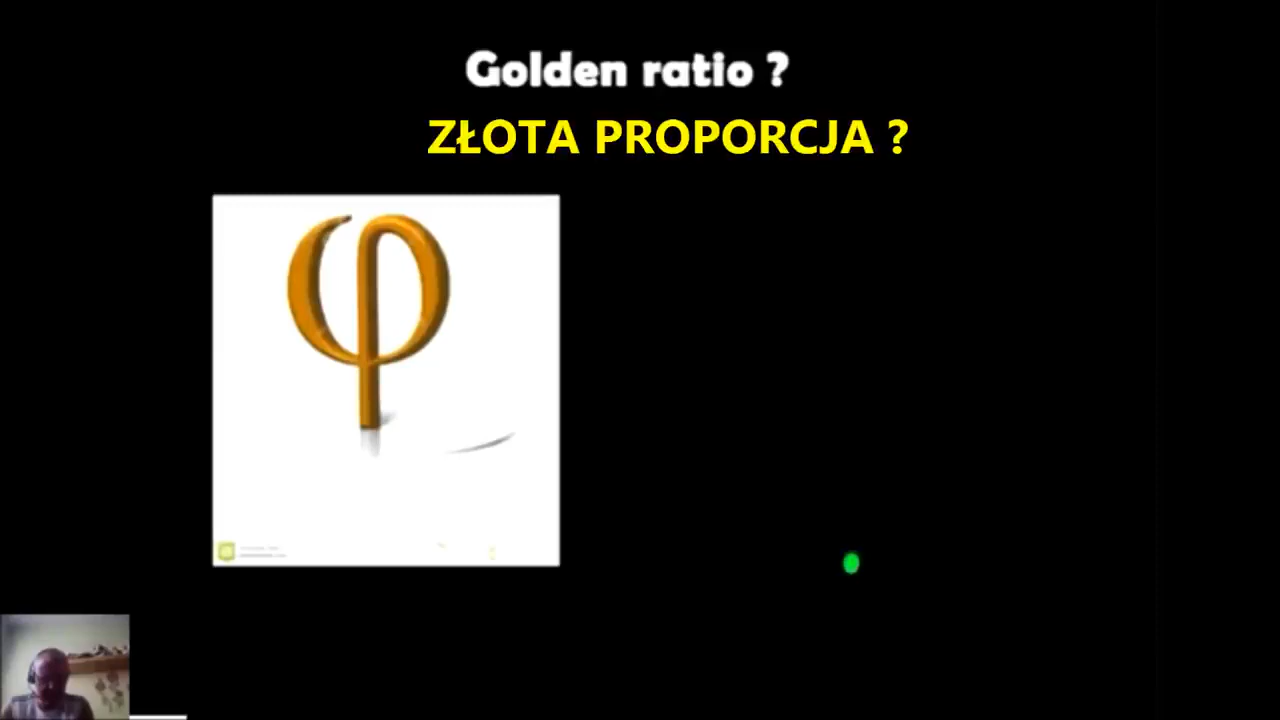 Golden ratio ?
ZŁOTA PROPORCJA ?
φ